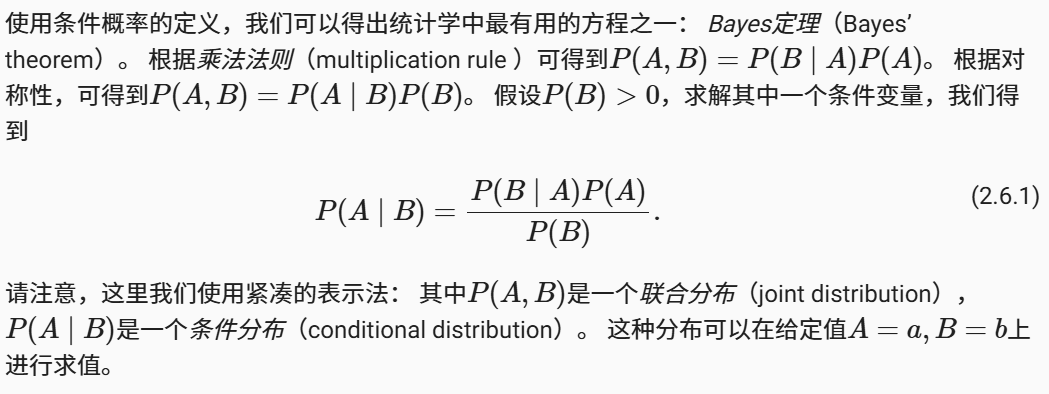 使用条件概率的定义，我们可以得出统计学中最有用的方程之一： Bayes定理（Bayes’
theorem）。 根据乘法法则（multiplication rule ）可得到P(A, B) = P(B ∣ A)P(A)。 根据对
称性，可得到P(A, B) = P(A ∣ B)P(B)。 假设P(B) > 0，求解其中一个条件变量，我们得
到
P(A ∣ B) = \frac{P(B ∣ A)P(A)}{P(B)}. (2.6.1)
请注意，这里我们使用紧凑的表示法： 其中P(A, B)是一个联合分布（joint distribution），
P(A ∣ B)是一个条件分布（conditional distribution）。 这种分布可以在给定值A = a, B = b上
进行求值。